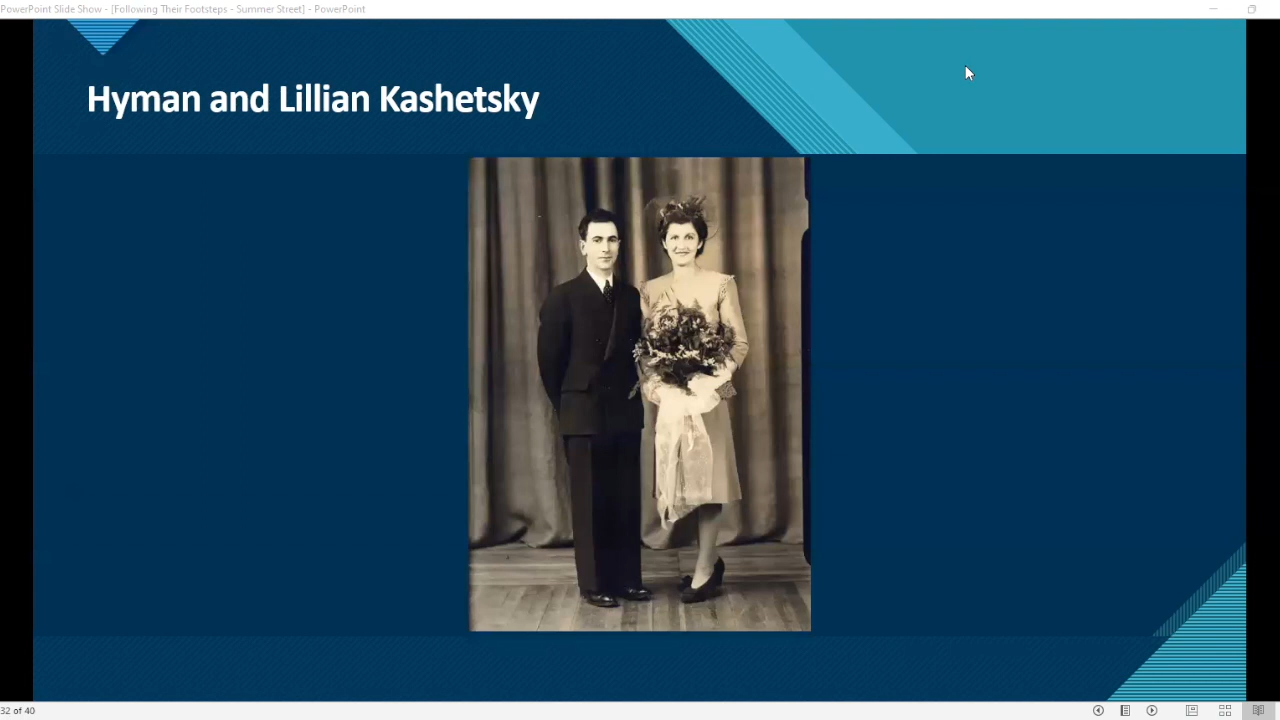 PowerPoint Slide Show - [Following Their Footsteps - Summer Street] - PowerPoint
Hyman and Lillian Kashetsky
32 of 40